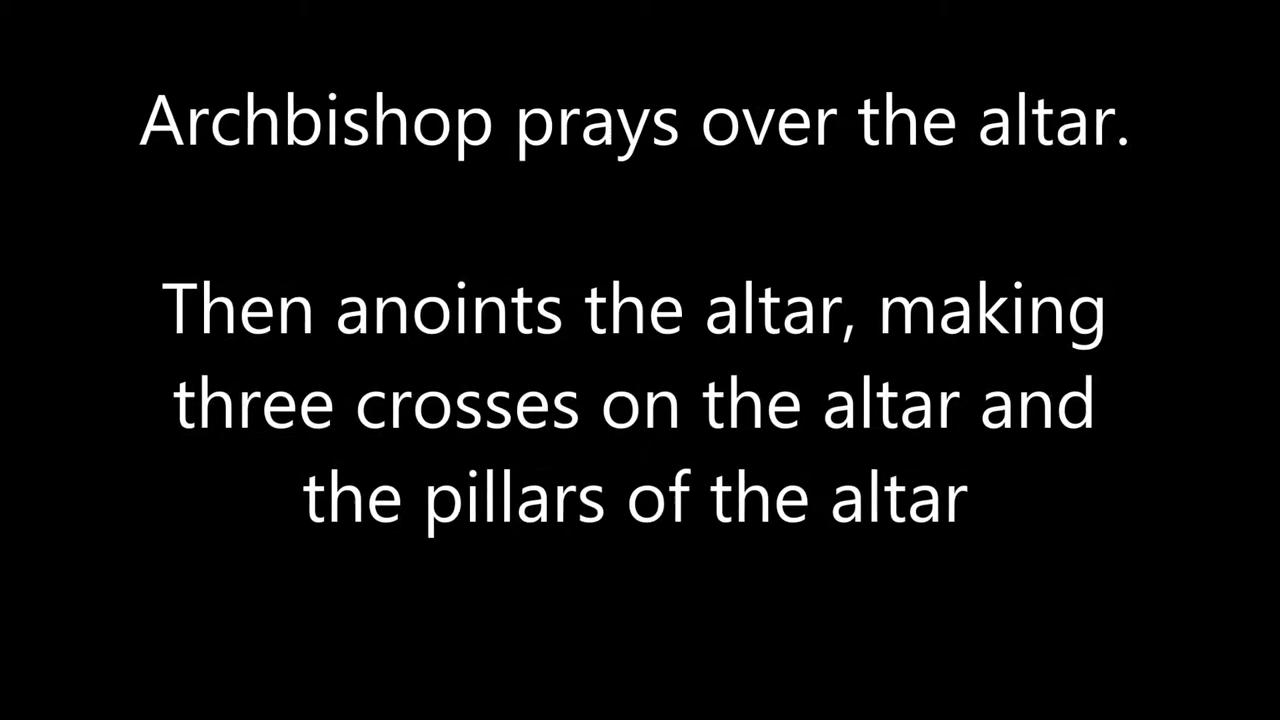 Archbishop prays over the altar.
Then anoints the altar, making
three crosses on the altar and
the pillars of the altar